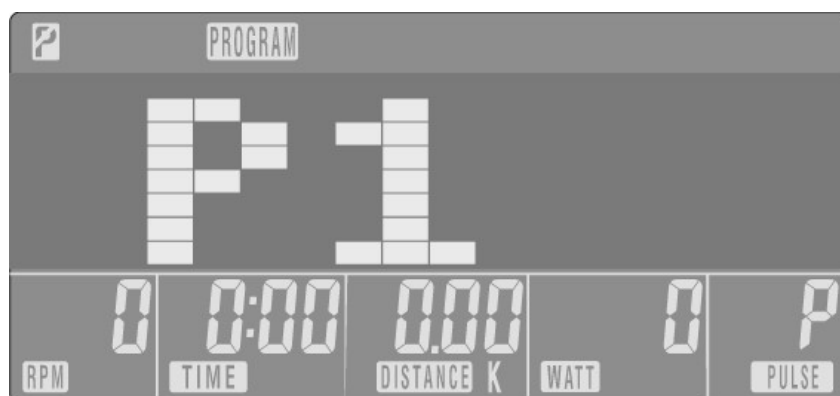 P PROGRAM
P1
0 0:00 0.00 0 P
RPM TIME DISTANCE K WATT PULSE